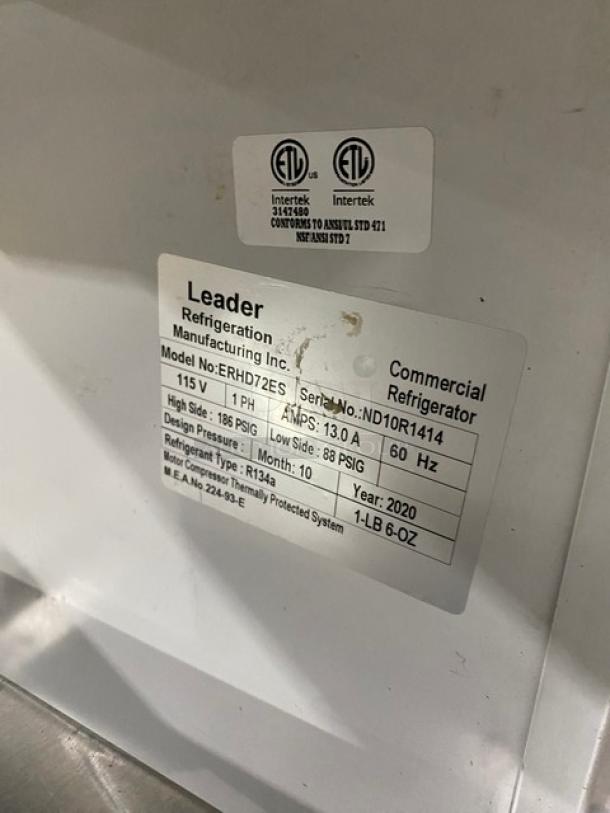 ETL US ETL
Intertek Intertek
3147480
CONFORMS TO ANSI/UL STD 471
NSF/ANSI STD 7
Leader
Refrigeration
Manufacturing Inc.
Commercial
Refrigerator
Model No:ERHD72ES Serial No.:ND10R1414
115 V 1 PH AMPS: 13.0 A 60 Hz
High Side : 186 PSIG Low Side : 88 PSIG
Design Pressure : Month: 10 Year: 2020
Refrigerant Type : R134a 1-LB 6-OZ
Motor Compressor Thermally Protected System
M.E.A.No.224-93-E